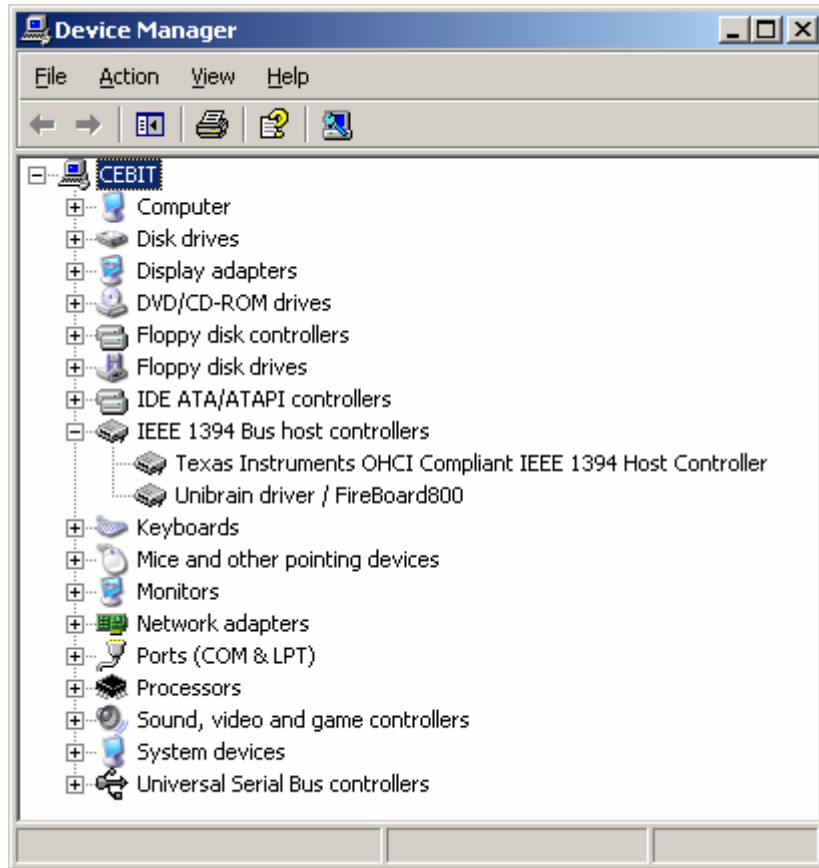 Device Manager
File Action View Help
CEBIT
Computer
Disk drives
Display adapters
DVD/CD-ROM drives
Floppy disk controllers
Floppy disk drives
IDE ATA/ATAPI controllers
IEEE 1394 Bus host controllers
Texas Instruments OHCI Compliant IEEE 1394 Host Controller
Unibrain driver / FireBoard800
Keyboards
Mice and other pointing devices
Monitors
Network adapters
Ports (COM & LPT)
Processors
Sound, video and game controllers
System devices
Universal Serial Bus controllers